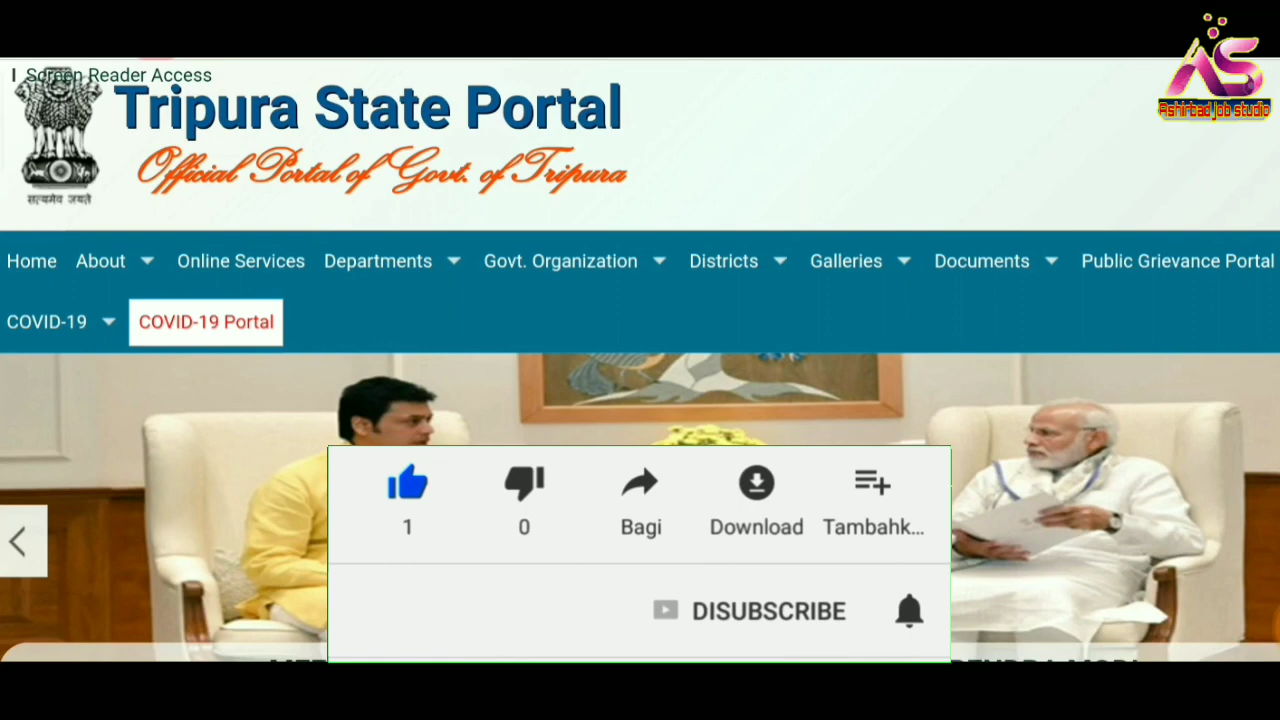 Screen Reader Access
Tripura State Portal
Official Portal of Govt. of Tripura
सत्यमेव जयते
Ashirbad job studio
Home About Online Services Departments Govt. Organization Districts Galleries Documents Public Grievance Portal
COVID-19 COVID-19 Portal
1 0 Bagi Download Tambahk...
DISUBSCRIBE